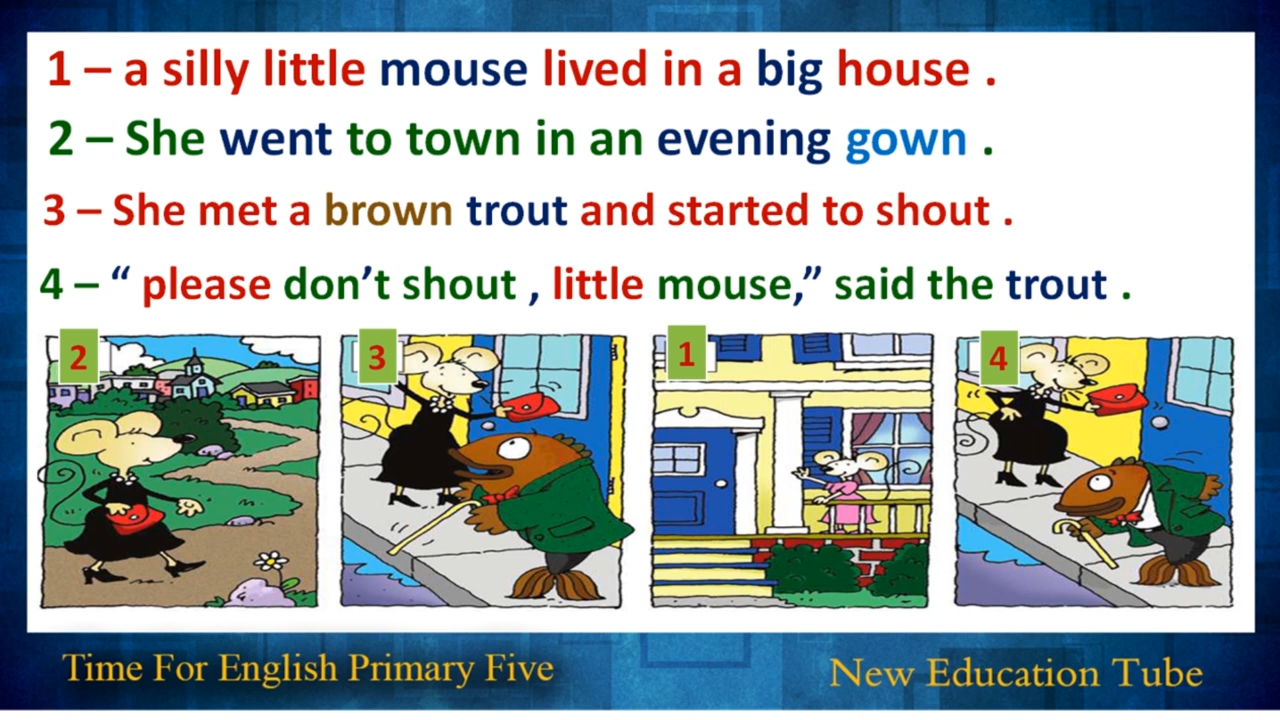 1 – a silly little mouse lived in a big house .
2 – She went to town in an evening gown .
3 – She met a brown trout and started to shout .
4 – “ please don’t shout , little mouse,” said the trout .
2
3
1
4
Time For English Primary Five
New Education Tube